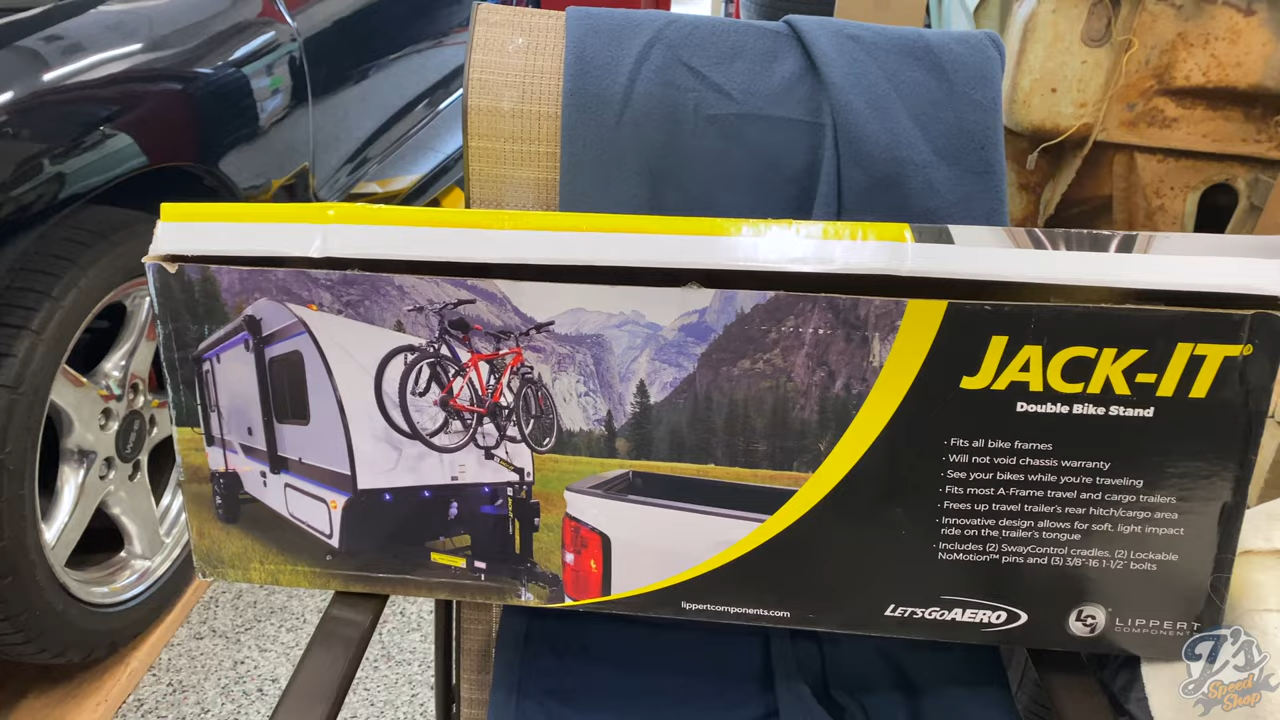 JACK-IT®
Double Bike Stand
• Fits all bike frames
• Will not void chassis warranty
• See your bikes while you're traveling
• Fits most A-Frame travel and cargo trailers
• Frees up travel trailer's rear hitch/cargo area
• Innovative design allows for soft, light impact
ride on the trailer's tongue
• Includes (2) SwayControl cradles, (2) Lockable
NoMotion™ pins and (3) 3/8"-16 1-1/2" bolts
lippertcomponents.com
LET'SGOAERO
LIPPERT
COMPONENTS
J's
Speed
Shop